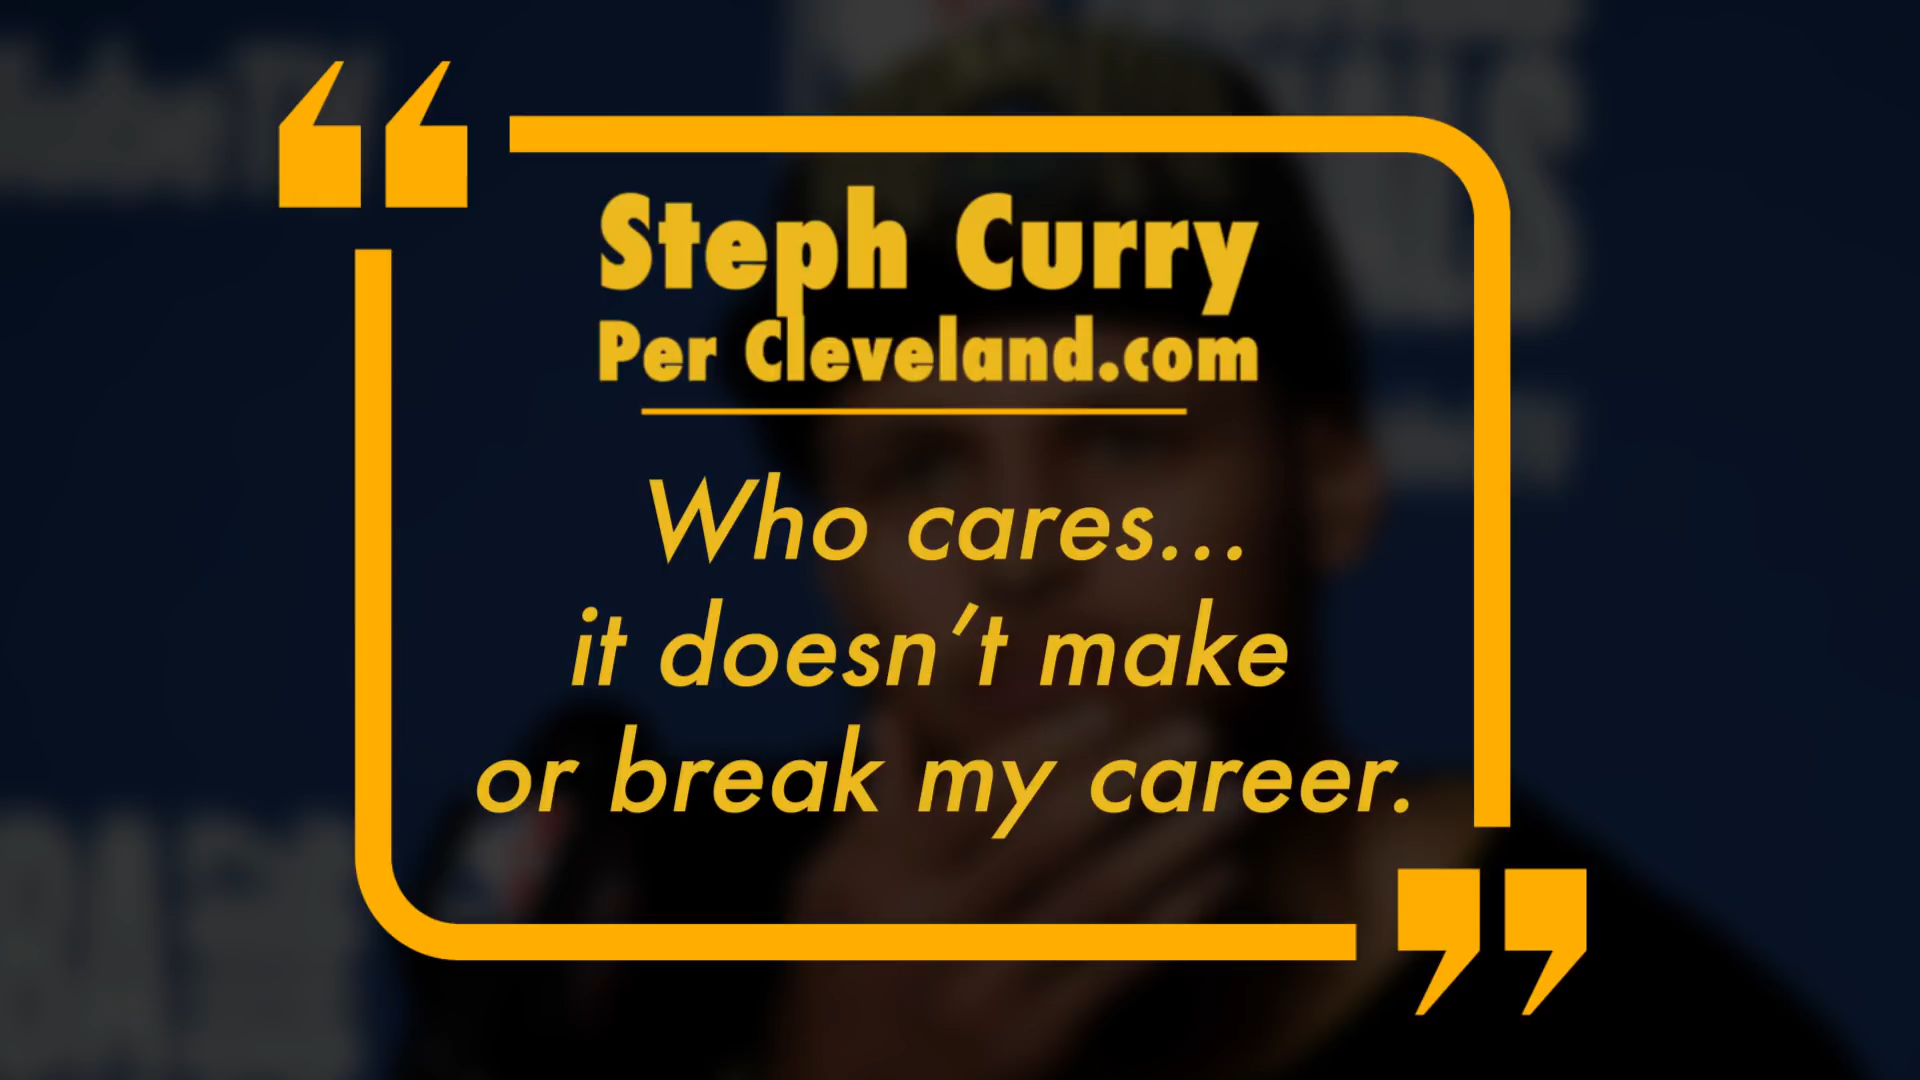 Steph Curry
Per Cleveland.com
Who cares...
it doesn't make
or break my career.